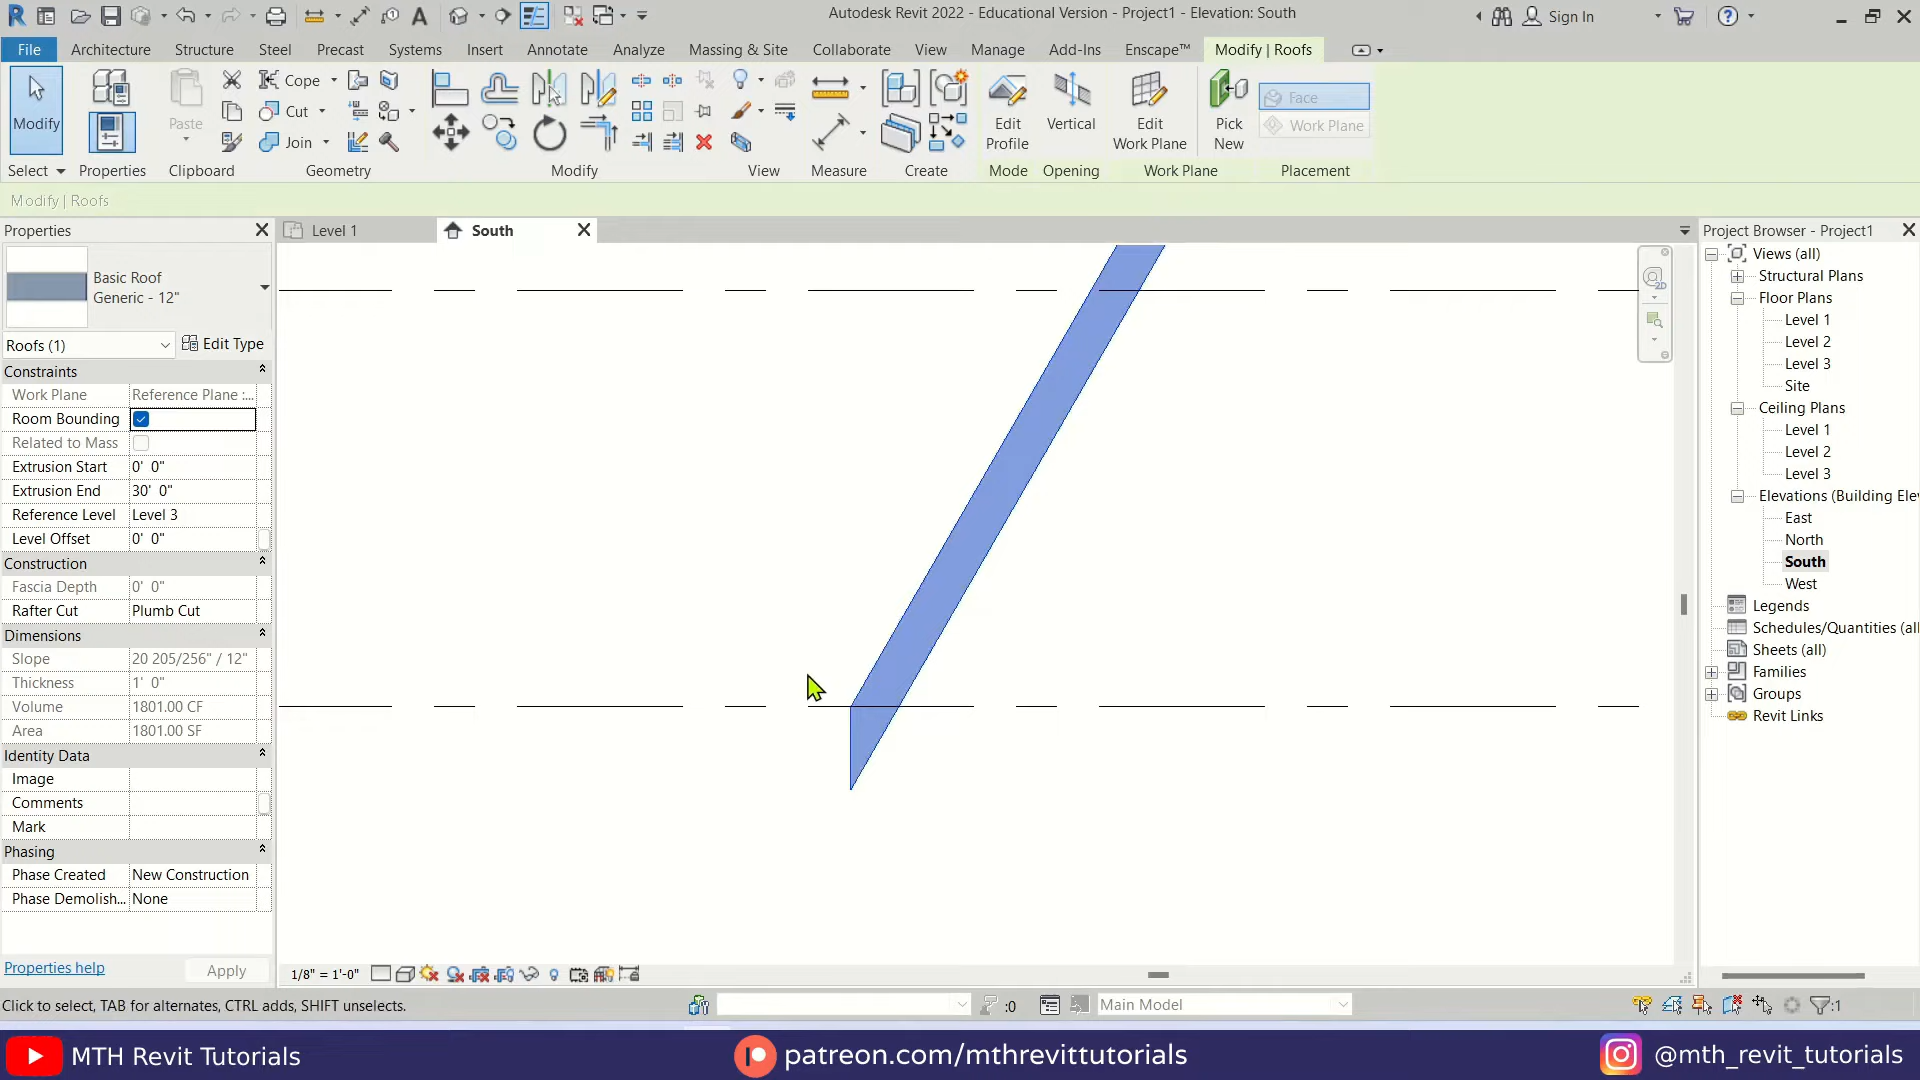 Autodesk Revit 2022 - Educational Version - Project1 - Elevation: South
Sign In
File Architecture Structure Steel Precast Systems Insert Annotate Analyze Massing & Site Collaborate View Manage Add-Ins Enscape™ Modify | Roofs
Modify
Paste
Cope
Cut
Join
Edit Profile
Vertical
Edit Work Plane
Pick New
Face
Work Plane
Select Properties Clipboard Geometry Modify View Measure Create Mode Opening Work Plane Placement
Modify | Roofs
Properties
Level 1
South
Project Browser - Project1
Basic Roof
Generic - 12"
Roofs (1)
Edit Type
Constraints
Work Plane Reference Plane :...
Room Bounding
Related to Mass
Extrusion Start 0' 0"
Extrusion End 30' 0"
Reference Level Level 3
Level Offset 0' 0"
Construction
Fascia Depth 0' 0"
Rafter Cut Plumb Cut
Dimensions
Slope 20 205/256" / 12"
Thickness 1' 0"
Volume 1801.00 CF
Area 1801.00 SF
Identity Data
Image
Comments
Mark
Phasing
Phase Created New Construction
Phase Demolish... None
Properties help
Apply
Views (all)
Structural Plans
Floor Plans
Level 1
Level 2
Level 3
Site
Ceiling Plans
Level 1
Level 2
Level 3
Elevations (Building Ele
East
North
South
West
Legends
Schedules/Quantities (all
Sheets (all)
Families
Groups
Revit Links
2D
1/8" = 1'-0"
Click to select, TAB for alternates, CTRL adds, SHIFT unselects.
:0
Main Model
:1
MTH Revit Tutorials
patreon.com/mthrevittutorials
@mth_revit_tutorials